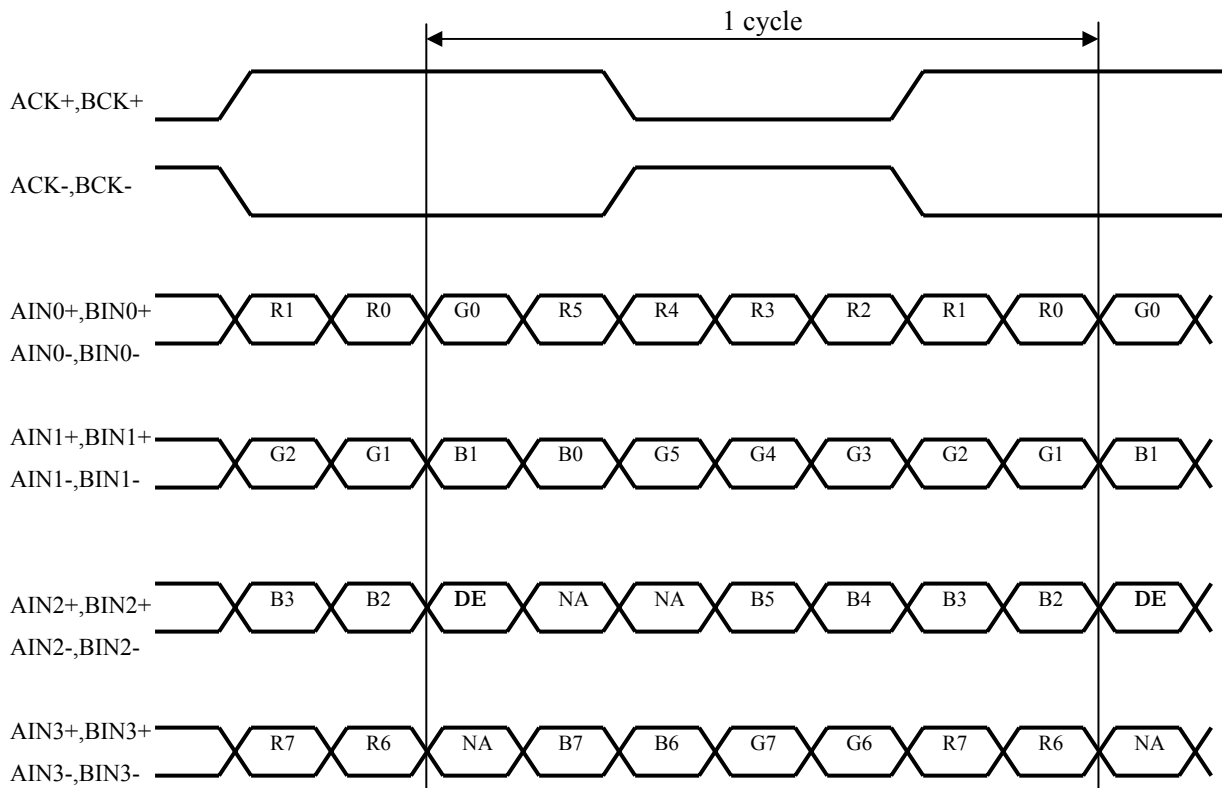 1 cycle
ACK+,BCK+
ACK-,BCK-
AIN0+,BIN0+ R1 R0 G0 R5 R4 R3 R2 R1 R0 G0
AIN0-,BIN0-
AIN1+,BIN1+ G2 G1 B1 B0 G5 G4 G3 G2 G1 B1
AIN1-,BIN1-
AIN2+,BIN2+ B3 B2 DE NA NA B5 B4 B3 B2 DE
AIN2-,BIN2-
AIN3+,BIN3+ R7 R6 NA B7 B6 G7 G6 R7 R6 NA
AIN3-,BIN3-